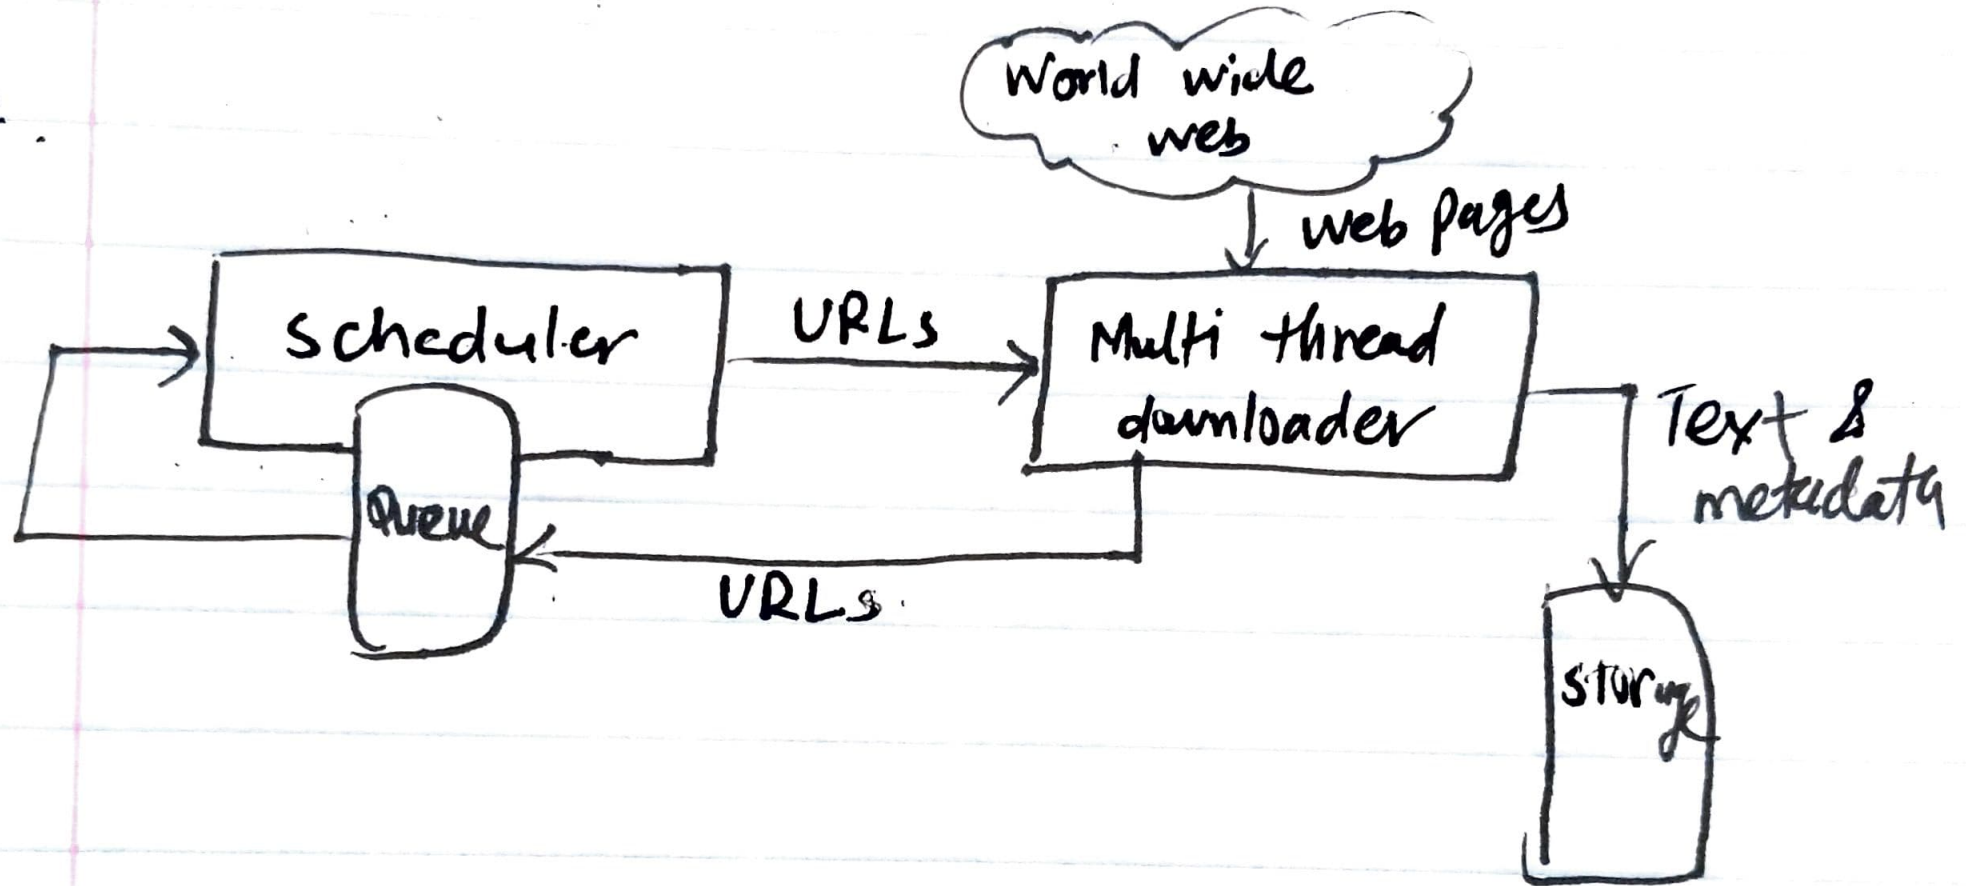 World wide
web
web pages
scheduler
URLs
Multi thread
downloader
Text &
metadata
Queue
URLs
storage